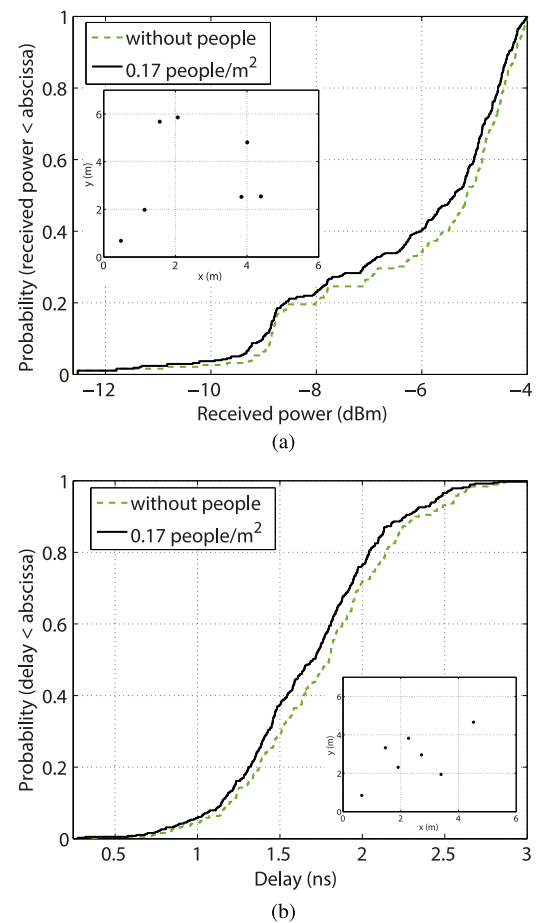 1
0.8
0.6
0.4
0.2
0
Probability (received power < abscissa)
without people
0.17 people/m²
6
4
2
0
y (m)
0 2 4 6
x (m)
−12 −10 −8 −6 −4
Received power (dBm)
(a)
1
0.8
0.6
0.4
0.2
0
Probability (delay < abscissa)
without people
0.17 people/m²
6
4
2
0
y (m)
0 2 4 6
x (m)
0.5 1 1.5 2 2.5 3
Delay (ns)
(b)